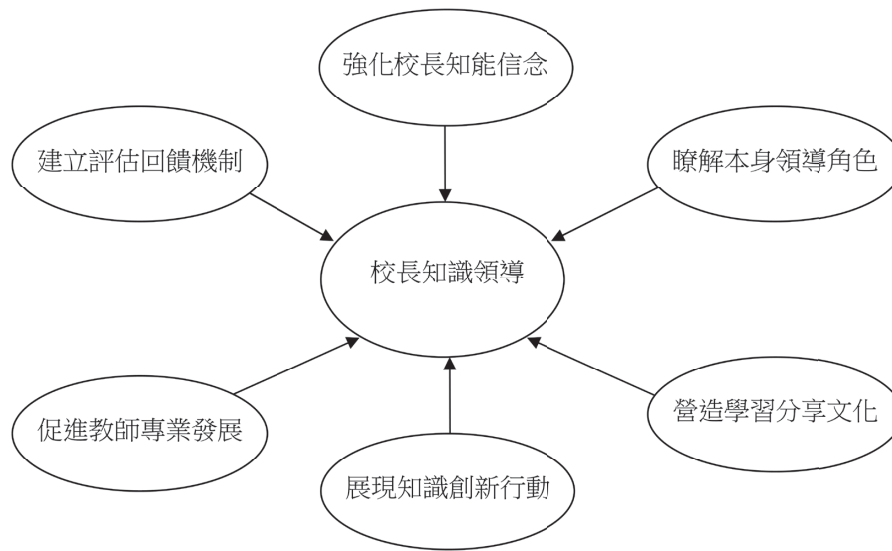 強化校長知能信念
建立評估回饋機制
瞭解本身領導角色
校長知識領導
促進教師專業發展
營造學習分享文化
展現知識創新行動